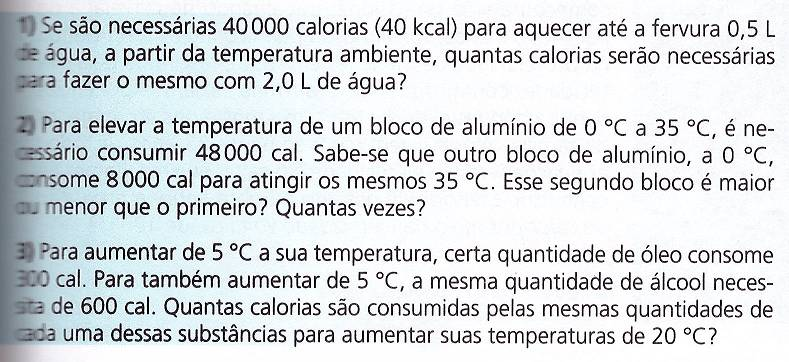 1) Se são necessárias 40 000 calorias (40 kcal) para aquecer até a fervura 0,5 L
de água, a partir da temperatura ambiente, quantas calorias serão necessárias
para fazer o mesmo com 2,0 L de água?
2) Para elevar a temperatura de um bloco de alumínio de 0 °C a 35 °C, é ne-
cessário consumir 48 000 cal. Sabe-se que outro bloco de alumínio, a 0 °C,
consome 8 000 cal para atingir os mesmos 35 °C. Esse segundo bloco é maior
ou menor que o primeiro? Quantas vezes?
3) Para aumentar de 5 °C a sua temperatura, certa quantidade de óleo consome
300 cal. Para também aumentar de 5 °C, a mesma quantidade de álcool neces-
sita de 600 cal. Quantas calorias são consumidas pelas mesmas quantidades de
cada uma dessas substâncias para aumentar suas temperaturas de 20 °C?